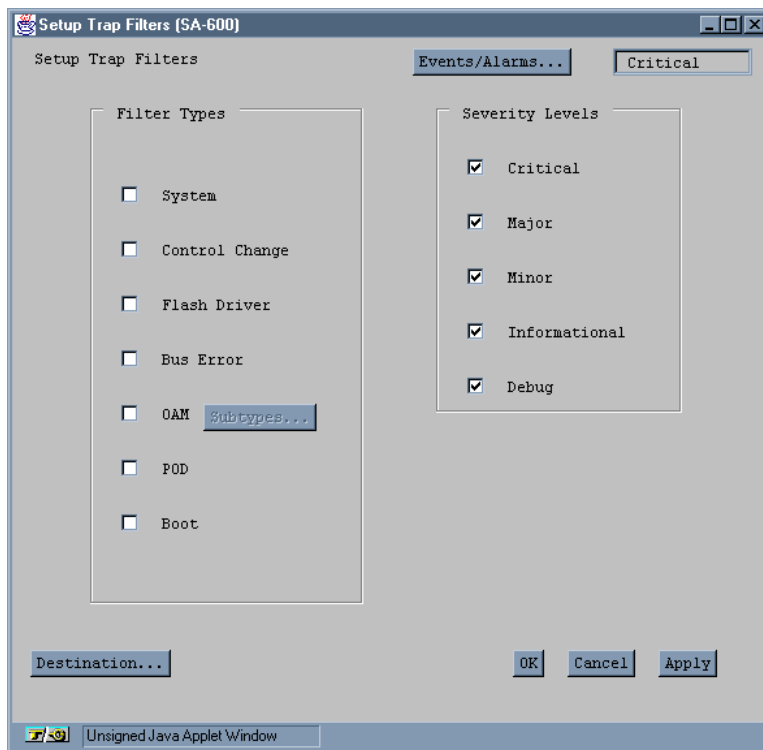 Setup Trap Filters (SA-600)
Setup Trap Filters
Events/Alarms...
Critical
Filter Types
System
Control Change
Flash Driver
Bus Error
OAM
Subtypes...
POD
Boot
Severity Levels
Critical
Major
Minor
Informational
Debug
Destination...
OK
Cancel
Apply
Unsigned Java Applet Window